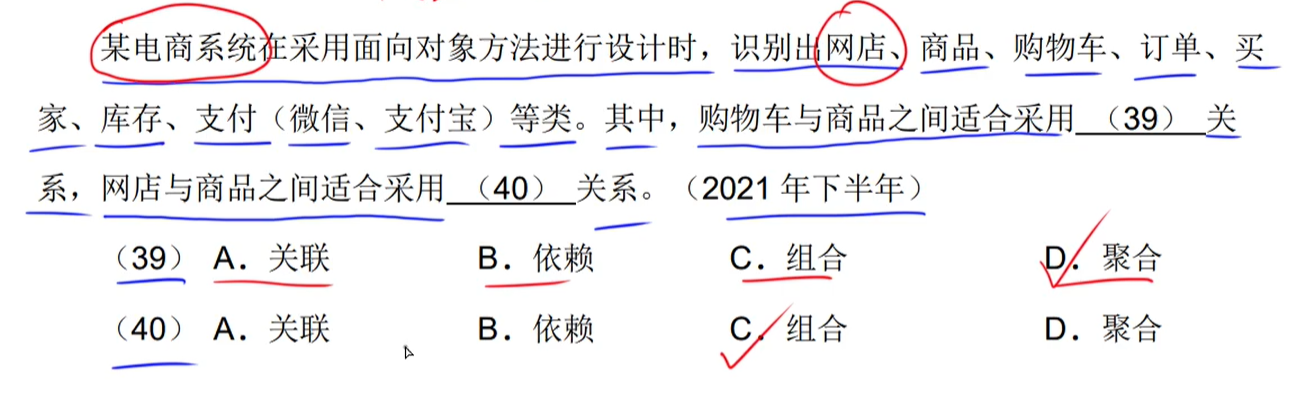 某电商系统在采用面向对象方法进行设计时，识别出网店、商品、购物车、订单、买
家、库存、支付（微信、支付宝）等类。其中，购物车与商品之间适合采用（39）关
系，网店与商品之间适合采用（40）关系。（2021年下半年）
（39） A．关联 B．依赖 C．组合 D．聚合
（40） A．关联 B．依赖 C．组合 D．聚合